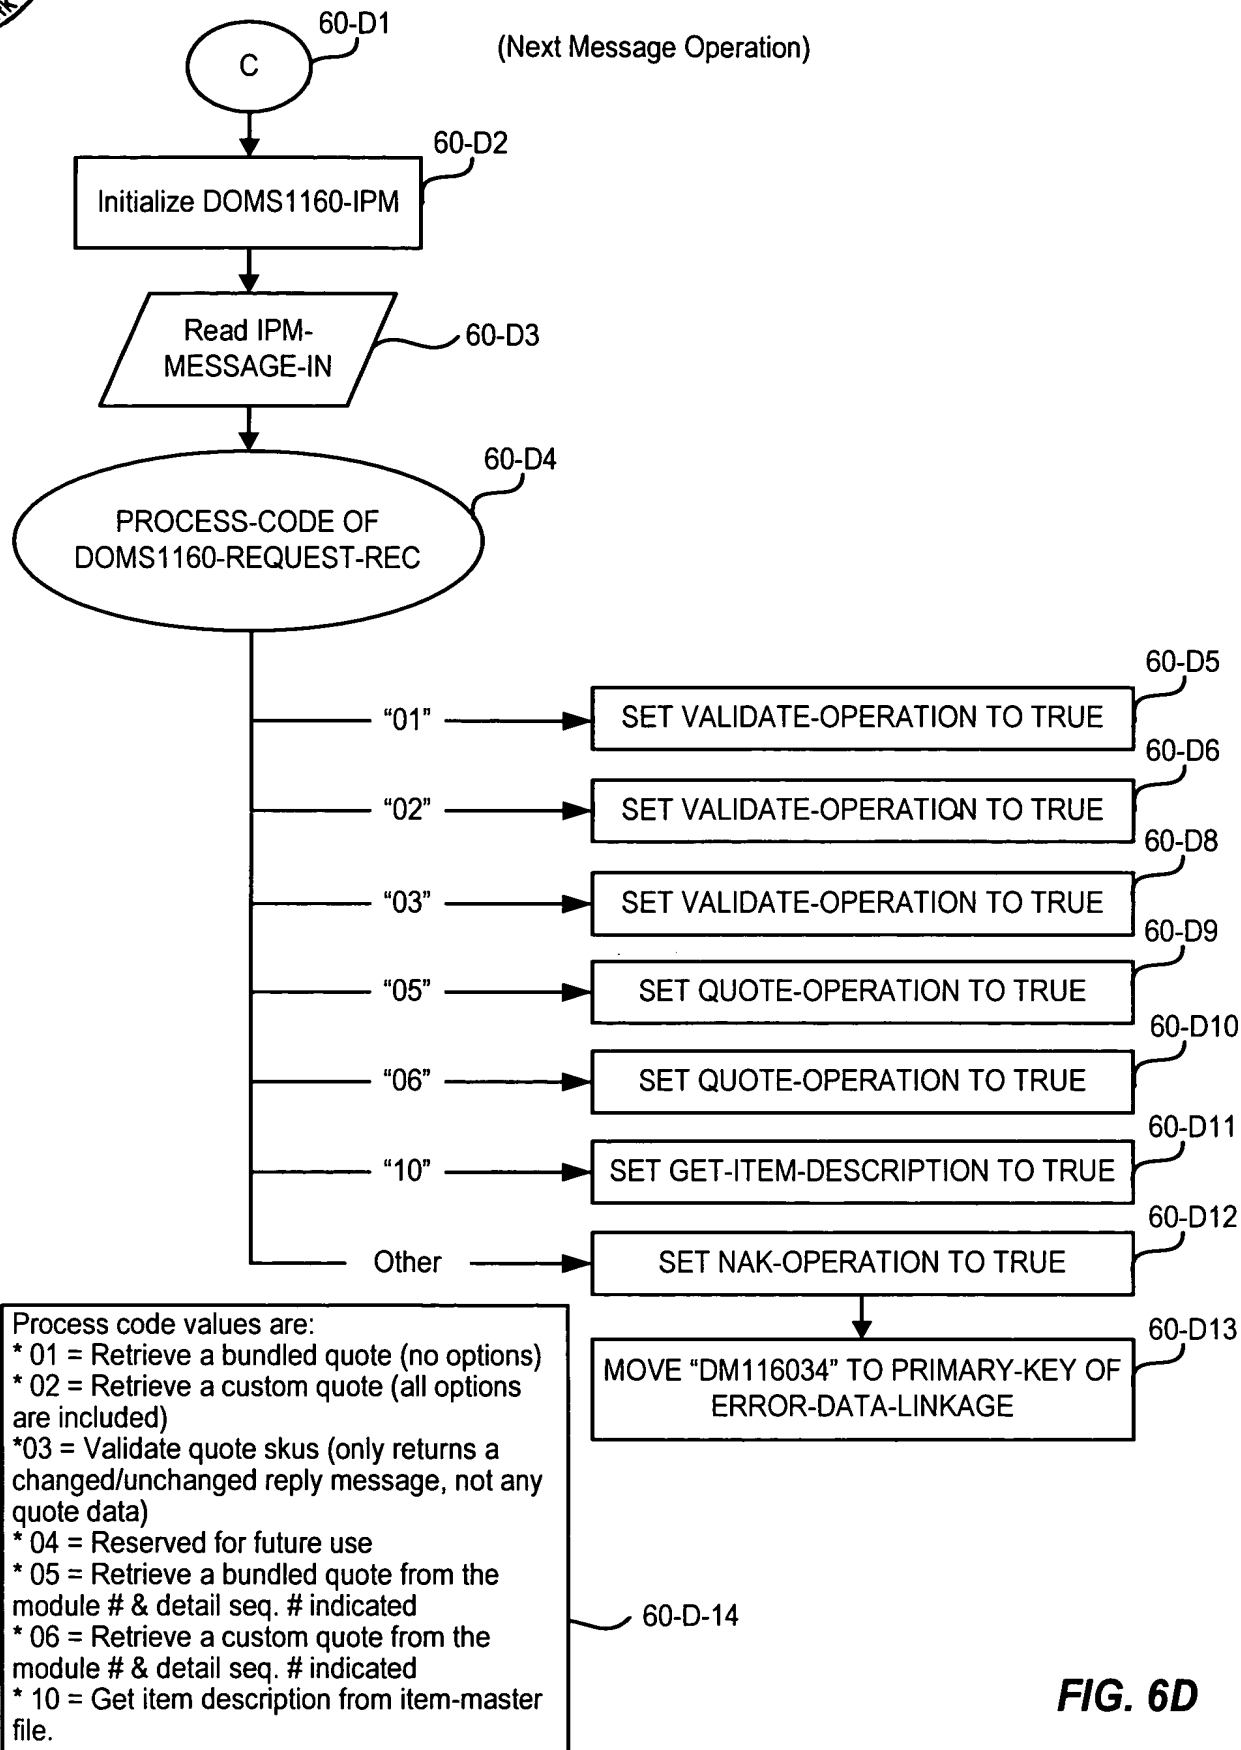 60-D1
(Next Message Operation)
C
60-D2
Initialize DOMS1160-IPM
Read IPM-
MESSAGE-IN
60-D3
60-D4
PROCESS-CODE OF
DOMS1160-REQUEST-REC
60-D5
“01”
SET VALIDATE-OPERATION TO TRUE
60-D6
“02”
SET VALIDATE-OPERATION TO TRUE
60-D8
“03”
SET VALIDATE-OPERATION TO TRUE
60-D9
“05”
SET QUOTE-OPERATION TO TRUE
60-D10
“06”
SET QUOTE-OPERATION TO TRUE
60-D11
“10”
SET GET-ITEM-DESCRIPTION TO TRUE
60-D12
Other
SET NAK-OPERATION TO TRUE
60-D13
MOVE “DM116034” TO PRIMARY-KEY OF
ERROR-DATA-LINKAGE
Process code values are:
* 01 = Retrieve a bundled quote (no options)
* 02 = Retrieve a custom quote (all options
are included)
*03 = Validate quote skus (only returns a
changed/unchanged reply message, not any
quote data)
* 04 = Reserved for future use
* 05 = Retrieve a bundled quote from the
module # & detail seq. # indicated
* 06 = Retrieve a custom quote from the
module # & detail seq. # indicated
* 10 = Get item description from item-master
file.
60-D-14
FIG. 6D